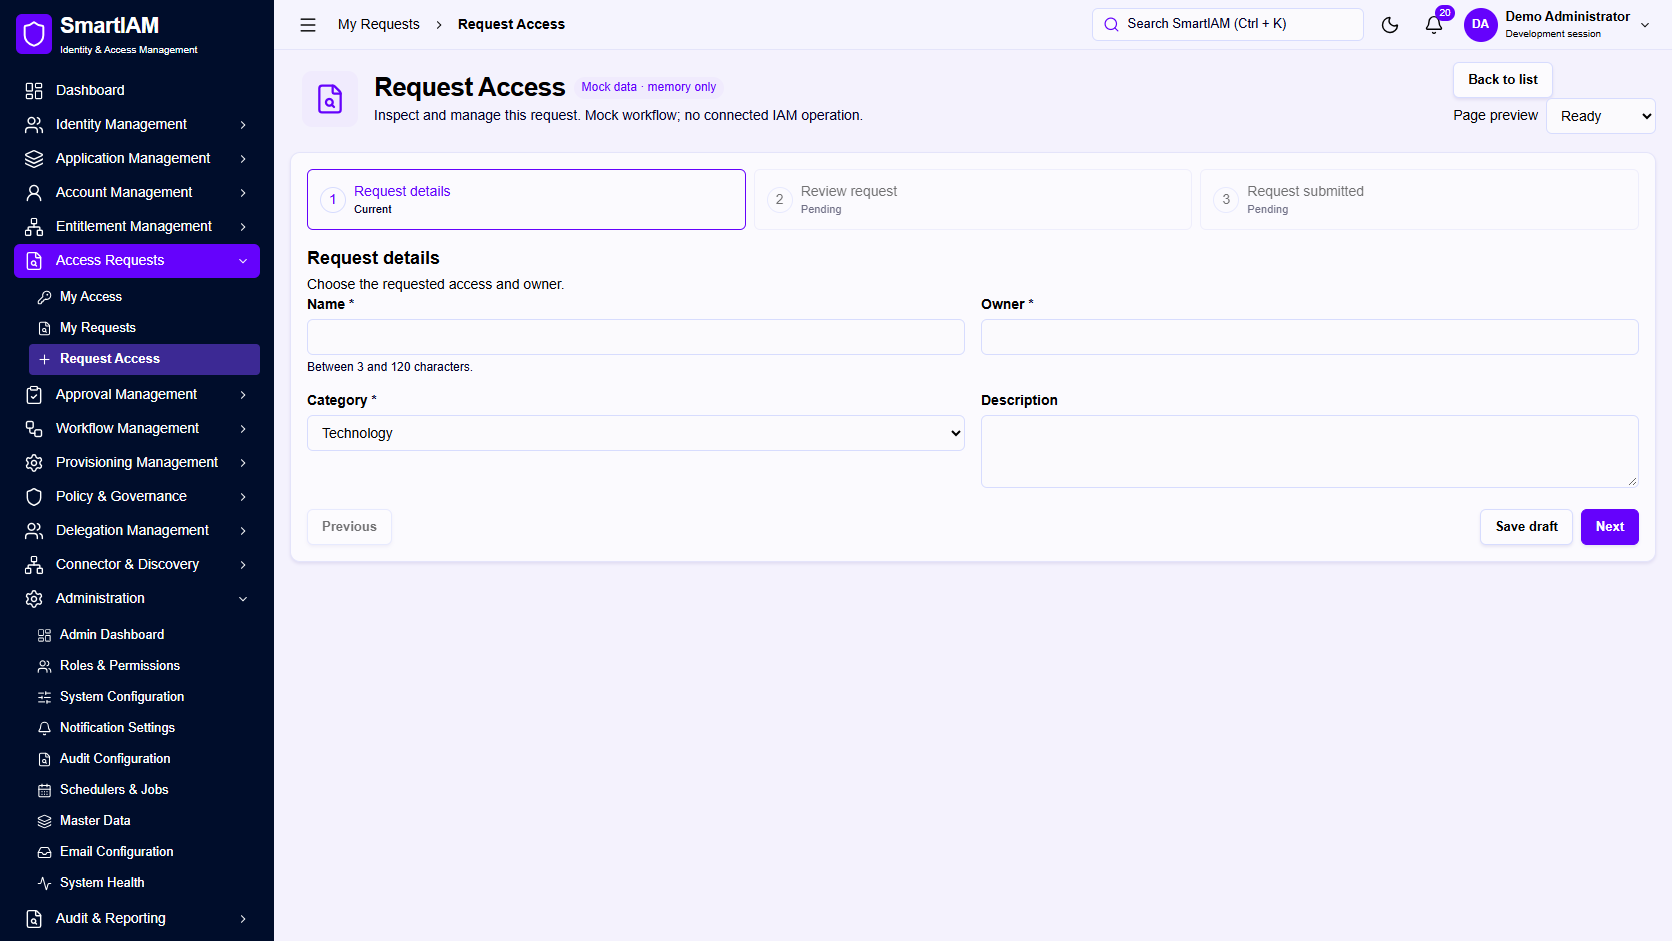 SmartIAM
Identity & Access Management
Dashboard
Identity Management
Application Management
Account Management
Entitlement Management
Access Requests
My Access
My Requests
Request Access
Approval Management
Workflow Management
Provisioning Management
Policy & Governance
Delegation Management
Connector & Discovery
Administration
Admin Dashboard
Roles & Permissions
System Configuration
Notification Settings
Audit Configuration
Schedulers & Jobs
Master Data
Email Configuration
System Health
Audit & Reporting
My Requests > Request Access
Search SmartIAM (Ctrl + K)
20
DA
Demo Administrator
Development session
Request Access
Mock data · memory only
Inspect and manage this request. Mock workflow; no connected IAM operation.
Back to list
Page preview
Ready
1
Request details
Current
2
Review request
Pending
3
Request submitted
Pending
Request details
Choose the requested access and owner.
Name *
Between 3 and 120 characters.
Owner *
Category *
Technology
Description
Previous
Save draft
Next